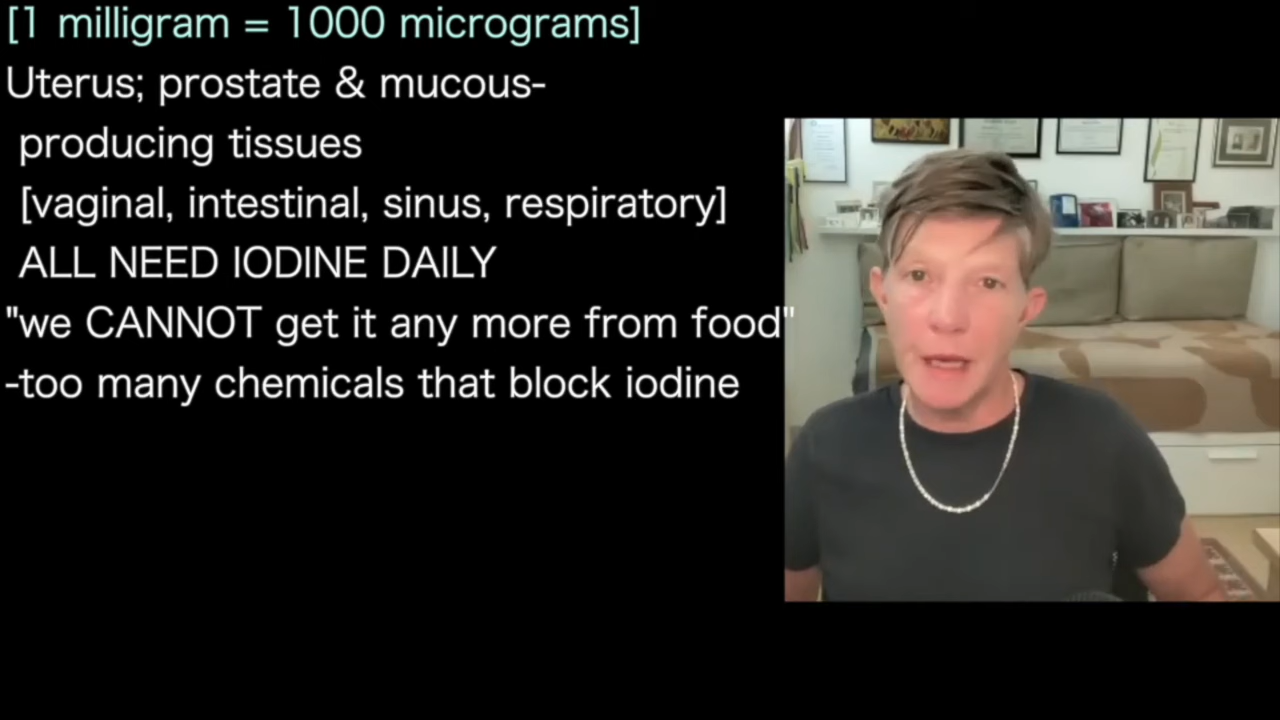 [1 milligram = 1000 micrograms]
Uterus; prostate & mucous-
producing tissues
[vaginal, intestinal, sinus, respiratory]
ALL NEED IODINE DAILY
"we CANNOT get it any more from food"
-too many chemicals that block iodine